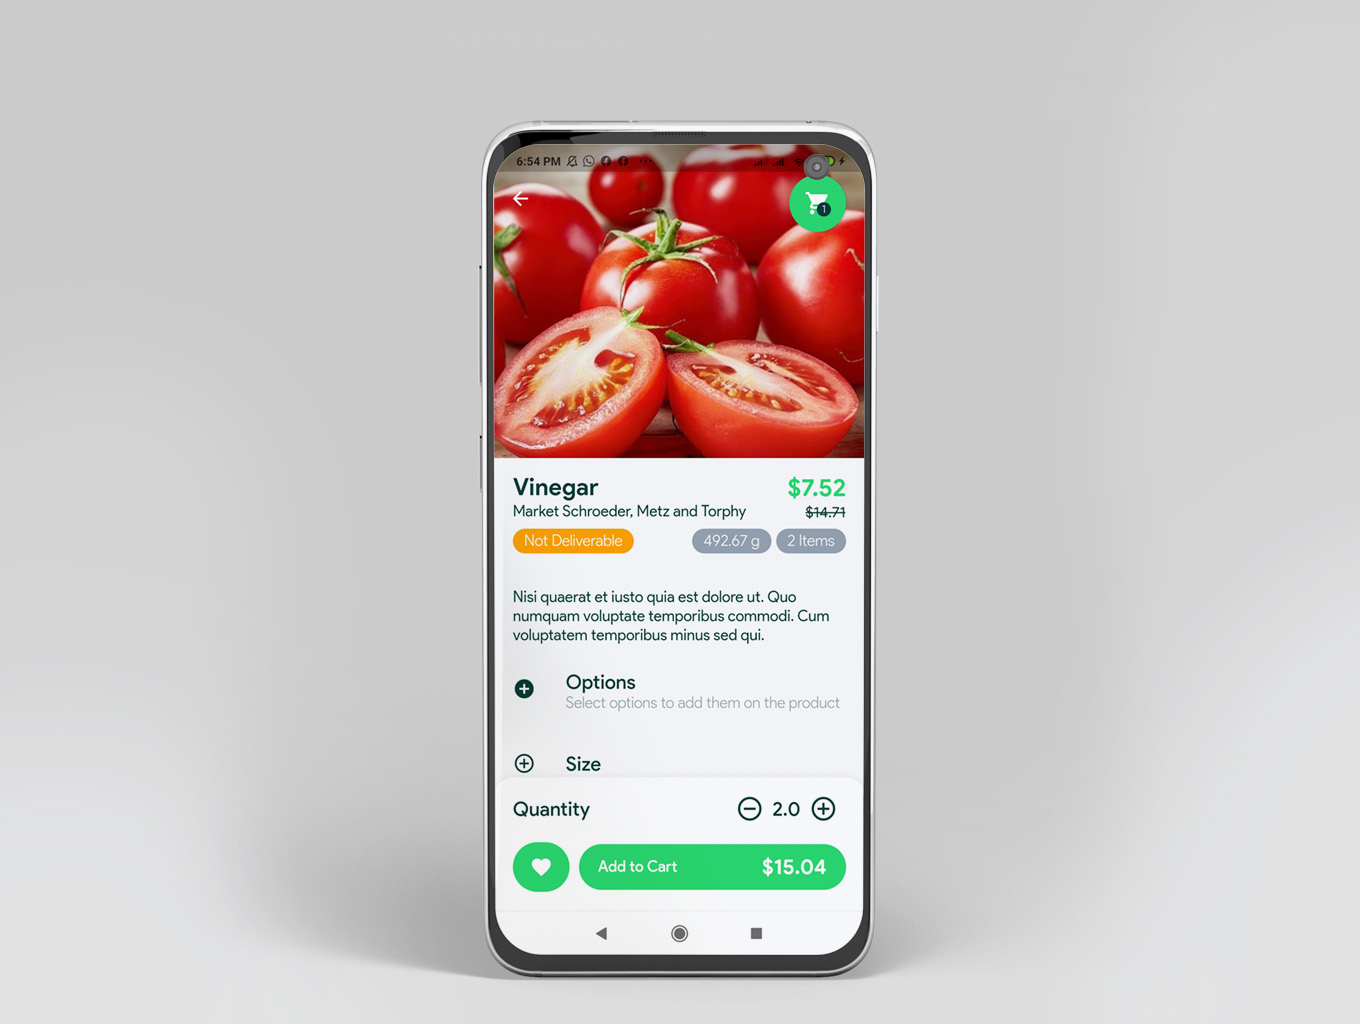 6:54 PM
1
Vinegar
$7.52
Market Schroeder, Metz and Torphy
$14.71
Not Deliverable
492.67 g
2 Items
Nisi quaerat et iusto quia est dolore ut. Quo
numquam voluptate temporibus commodi. Cum
voluptatem temporibus minus sed qui.
Options
Select options to add them on the product
Size
Quantity
2.0
Add to Cart
$15.04